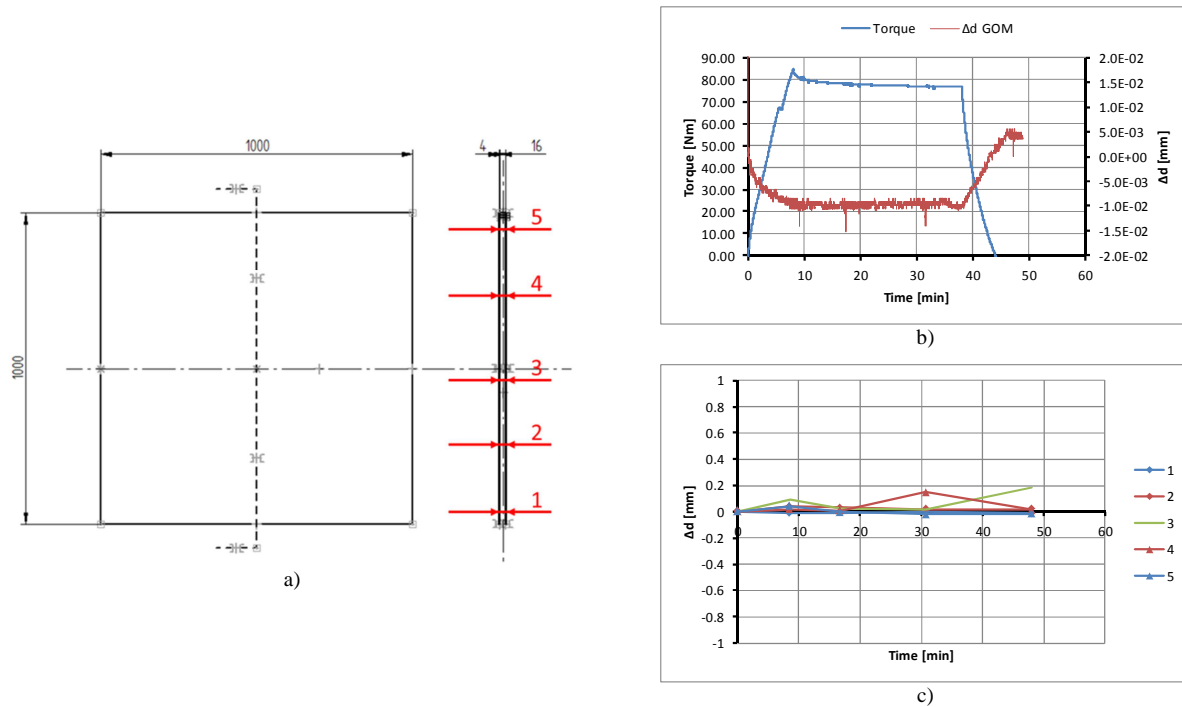 1000
4
16
1000
5
4
3
2
1
a)
Torque
Δd GOM
90.00
80.00
70.00
60.00
50.00
40.00
30.00
20.00
10.00
0.00
Torque [Nm]
2.0E-02
1.5E-02
1.0E-02
5.0E-03
0.0E+00
-5.0E-03
-1.0E-02
-1.5E-02
-2.0E-02
Δd [mm]
0 10 20 30 40 50 60
Time [min]
b)
1
0.8
0.6
0.4
0.2
0
-0.2
-0.4
-0.6
-0.8
-1
Δd [mm]
0 10 20 30 40 50 60
Time [min]
1
2
3
4
5
c)